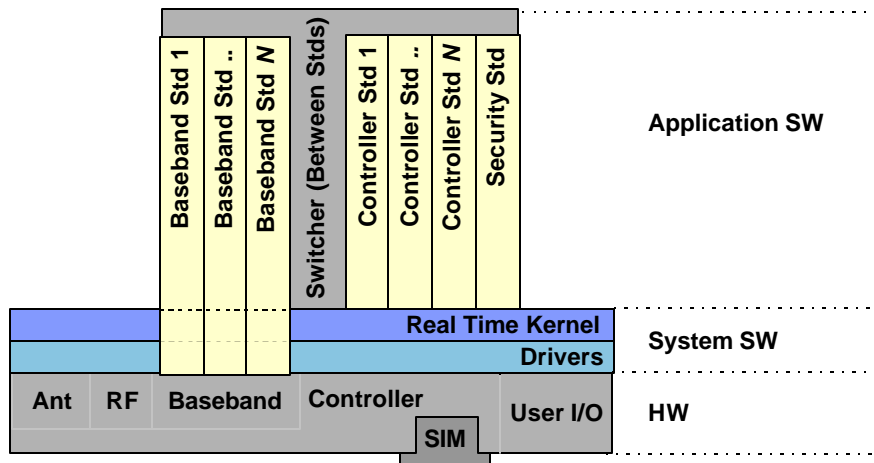 Baseband Std 1
Baseband Std ..
Baseband Std N
Switcher (Between Stds)
Controller Std 1
Controller Std ..
Controller Std N
Security Std
Application SW
Real Time Kernel
Drivers
System SW
Ant
RF
Baseband
Controller
User I/O
SIM
HW